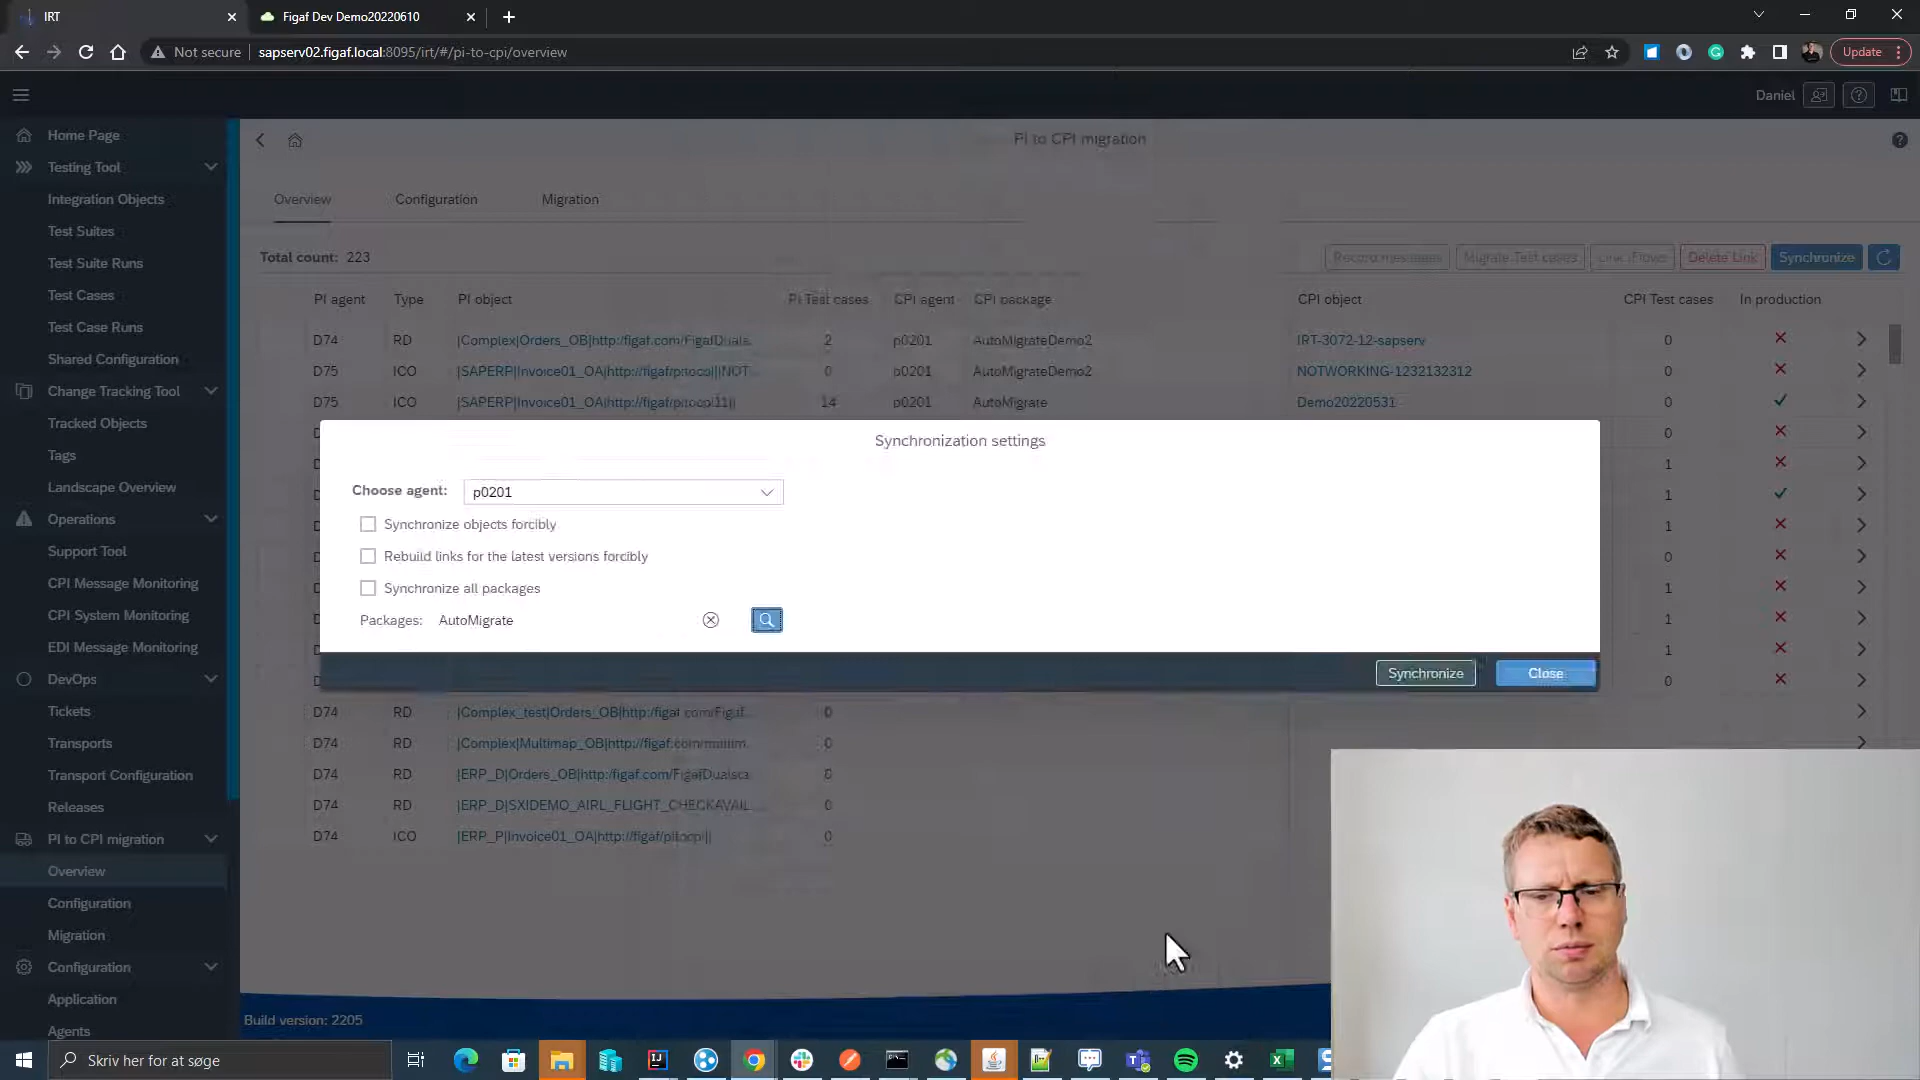 IRT
Figaf Dev Demo20220610
Not secure
sapserv02.figaf.local:8095/irt/#/pi-to-cpi/overview
Update
Daniel
Home Page
Testing Tool
Integration Objects
Test Suites
Test Suite Runs
Test Cases
Test Case Runs
Shared Configuration
Change Tracking Tool
Tracked Objects
Tags
Landscape Overview
Operations
Support Tool
CPI Message Monitoring
CPI System Monitoring
EDI Message Monitoring
DevOps
Tickets
Transports
Transport Configuration
Releases
PI to CPI migration
Overview
Configuration
Migration
Configuration
Application
Agents
PI to CPI migration
Overview Configuration Migration
Total count: 223
Record messages Migrate Test cases Link iFlows Delete Link Synchronize
PI agent Type PI object PI Test cases CPI agent CPI package CPI object CPI Test cases In production
D74 RD |Complex|Orders_OB|http://figaf.com/FigafDualsc... 2 p0201 AutoMigrateDemo2 IRT-3072-12-sapserv 0
D75 ICO |SAPERP|Invoice01_OA|http://figaf/pitocpi|||NOT... 0 p0201 AutoMigrateDemo2 NOTWORKING-1232132312 0
D75 ICO |SAPERP|Invoice01_OA|http://figaf/pitocpi11|| 14 p0201 AutoMigrate Demo20220531 0
0
1
1
1
0
1
1
1
0
Synchronization settings
Choose agent: p0201
Synchronize objects forcibly
Rebuild links for the latest versions forcibly
Synchronize all packages
Packages: AutoMigrate
Synchronize Close
D74 RD |Complex_test|Orders_OB|http:/figaf.com/Figaf... 0
D74 RD |Complex|Multimap_OB|http://figaf.com/multim... 0
D74 RD |ERP_D|Orders_OB|http:/figaf.com/FigafDualsc... 0
D74 RD |ERP_D|SXIDEMO_AIRL_FLIGHT_CHECKAVAIL... 0
D74 ICO |ERP_P|Invoice01_OA|http://figaf/pitocpi|| 0
Build version: 2205
Skriv her for at søge